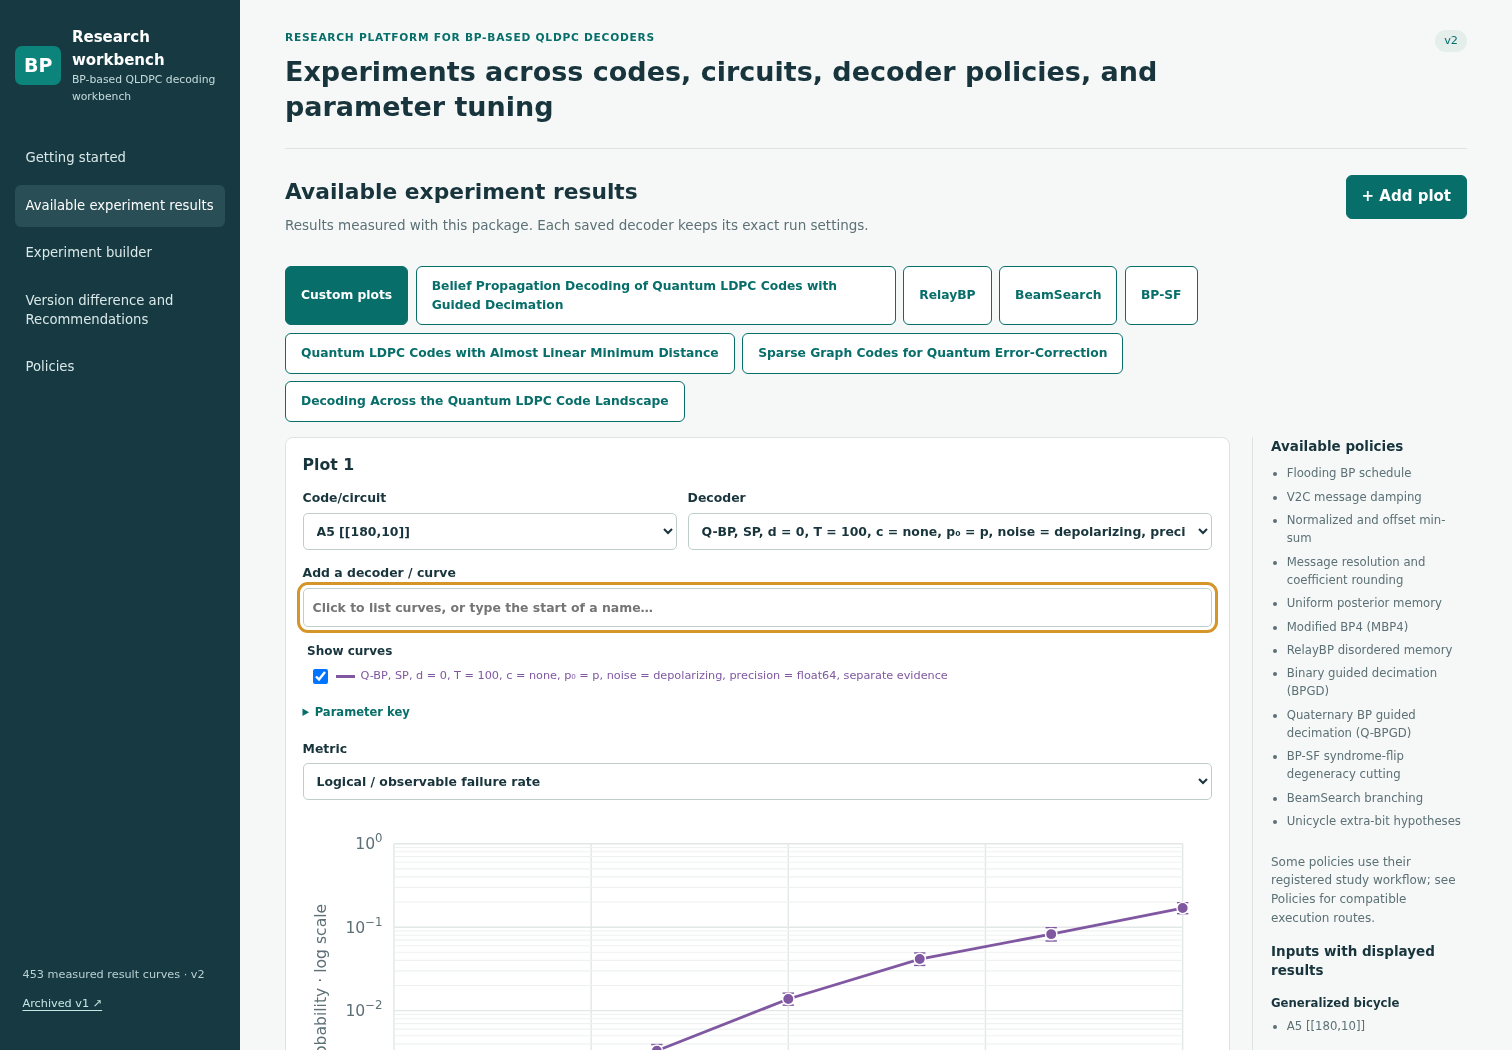 BP
Research
workbench
BP-based QLDPC decoding
workbench
Getting started
Available experiment results
Experiment builder
Version difference and
Recommendations
Policies
453 measured result curves · v2
Archived v1 ↗
RESEARCH PLATFORM FOR BP-BASED QLDPC DECODERS
v2
Experiments across codes, circuits, decoder policies, and
parameter tuning
Available experiment results
+ Add plot
Results measured with this package. Each saved decoder keeps its exact run settings.
Custom plots
Belief Propagation Decoding of Quantum LDPC Codes with
Guided Decimation
RelayBP
BeamSearch
BP-SF
Quantum LDPC Codes with Almost Linear Minimum Distance
Sparse Graph Codes for Quantum Error-Correction
Decoding Across the Quantum LDPC Code Landscape
Plot 1
Code/circuit
Decoder
A5 [[180,10]]
Q-BP, SP, d = 0, T = 100, c = none, p₀ = p, noise = depolarizing, preci
Add a decoder / curve
Click to list curves, or type the start of a name…
Show curves
Q-BP, SP, d = 0, T = 100, c = none, p₀ = p, noise = depolarizing, precision = float64, separate evidence
▸ Parameter key
Metric
Logical / observable failure rate
10⁰
10⁻¹
10⁻²
obability · log scale
Available policies
• Flooding BP schedule
• V2C message damping
• Normalized and offset min-
sum
• Message resolution and
coefficient rounding
• Uniform posterior memory
• Modified BP4 (MBP4)
• RelayBP disordered memory
• Binary guided decimation
(BPGD)
• Quaternary BP guided
decimation (Q-BPGD)
• BP-SF syndrome-flip
degeneracy cutting
• BeamSearch branching
• Unicycle extra-bit hypotheses
Some policies use their
registered study workflow; see
Policies for compatible
execution routes.
Inputs with displayed
results
Generalized bicycle
• A5 [[180,10]]